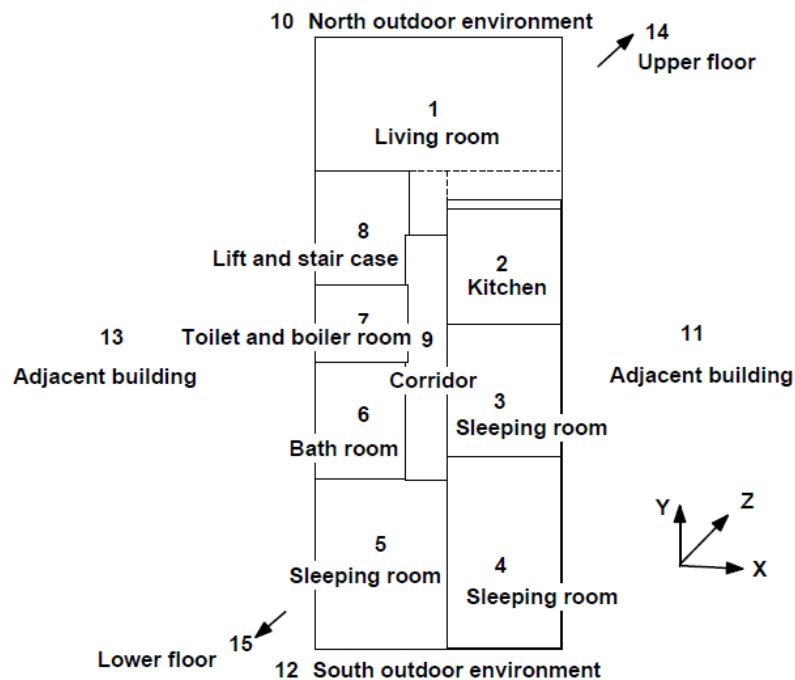 10 North outdoor environment
14
Upper floor
1
Living room
8
Lift and stair case
2
Kitchen
7
13
Toilet and boiler room
9
11
Adjacent building
Corridor
Adjacent building
3
6
Sleeping room
Bath room
Y
Z
5
4
X
Sleeping room
Sleeping room
15
Lower floor
12 South outdoor environment